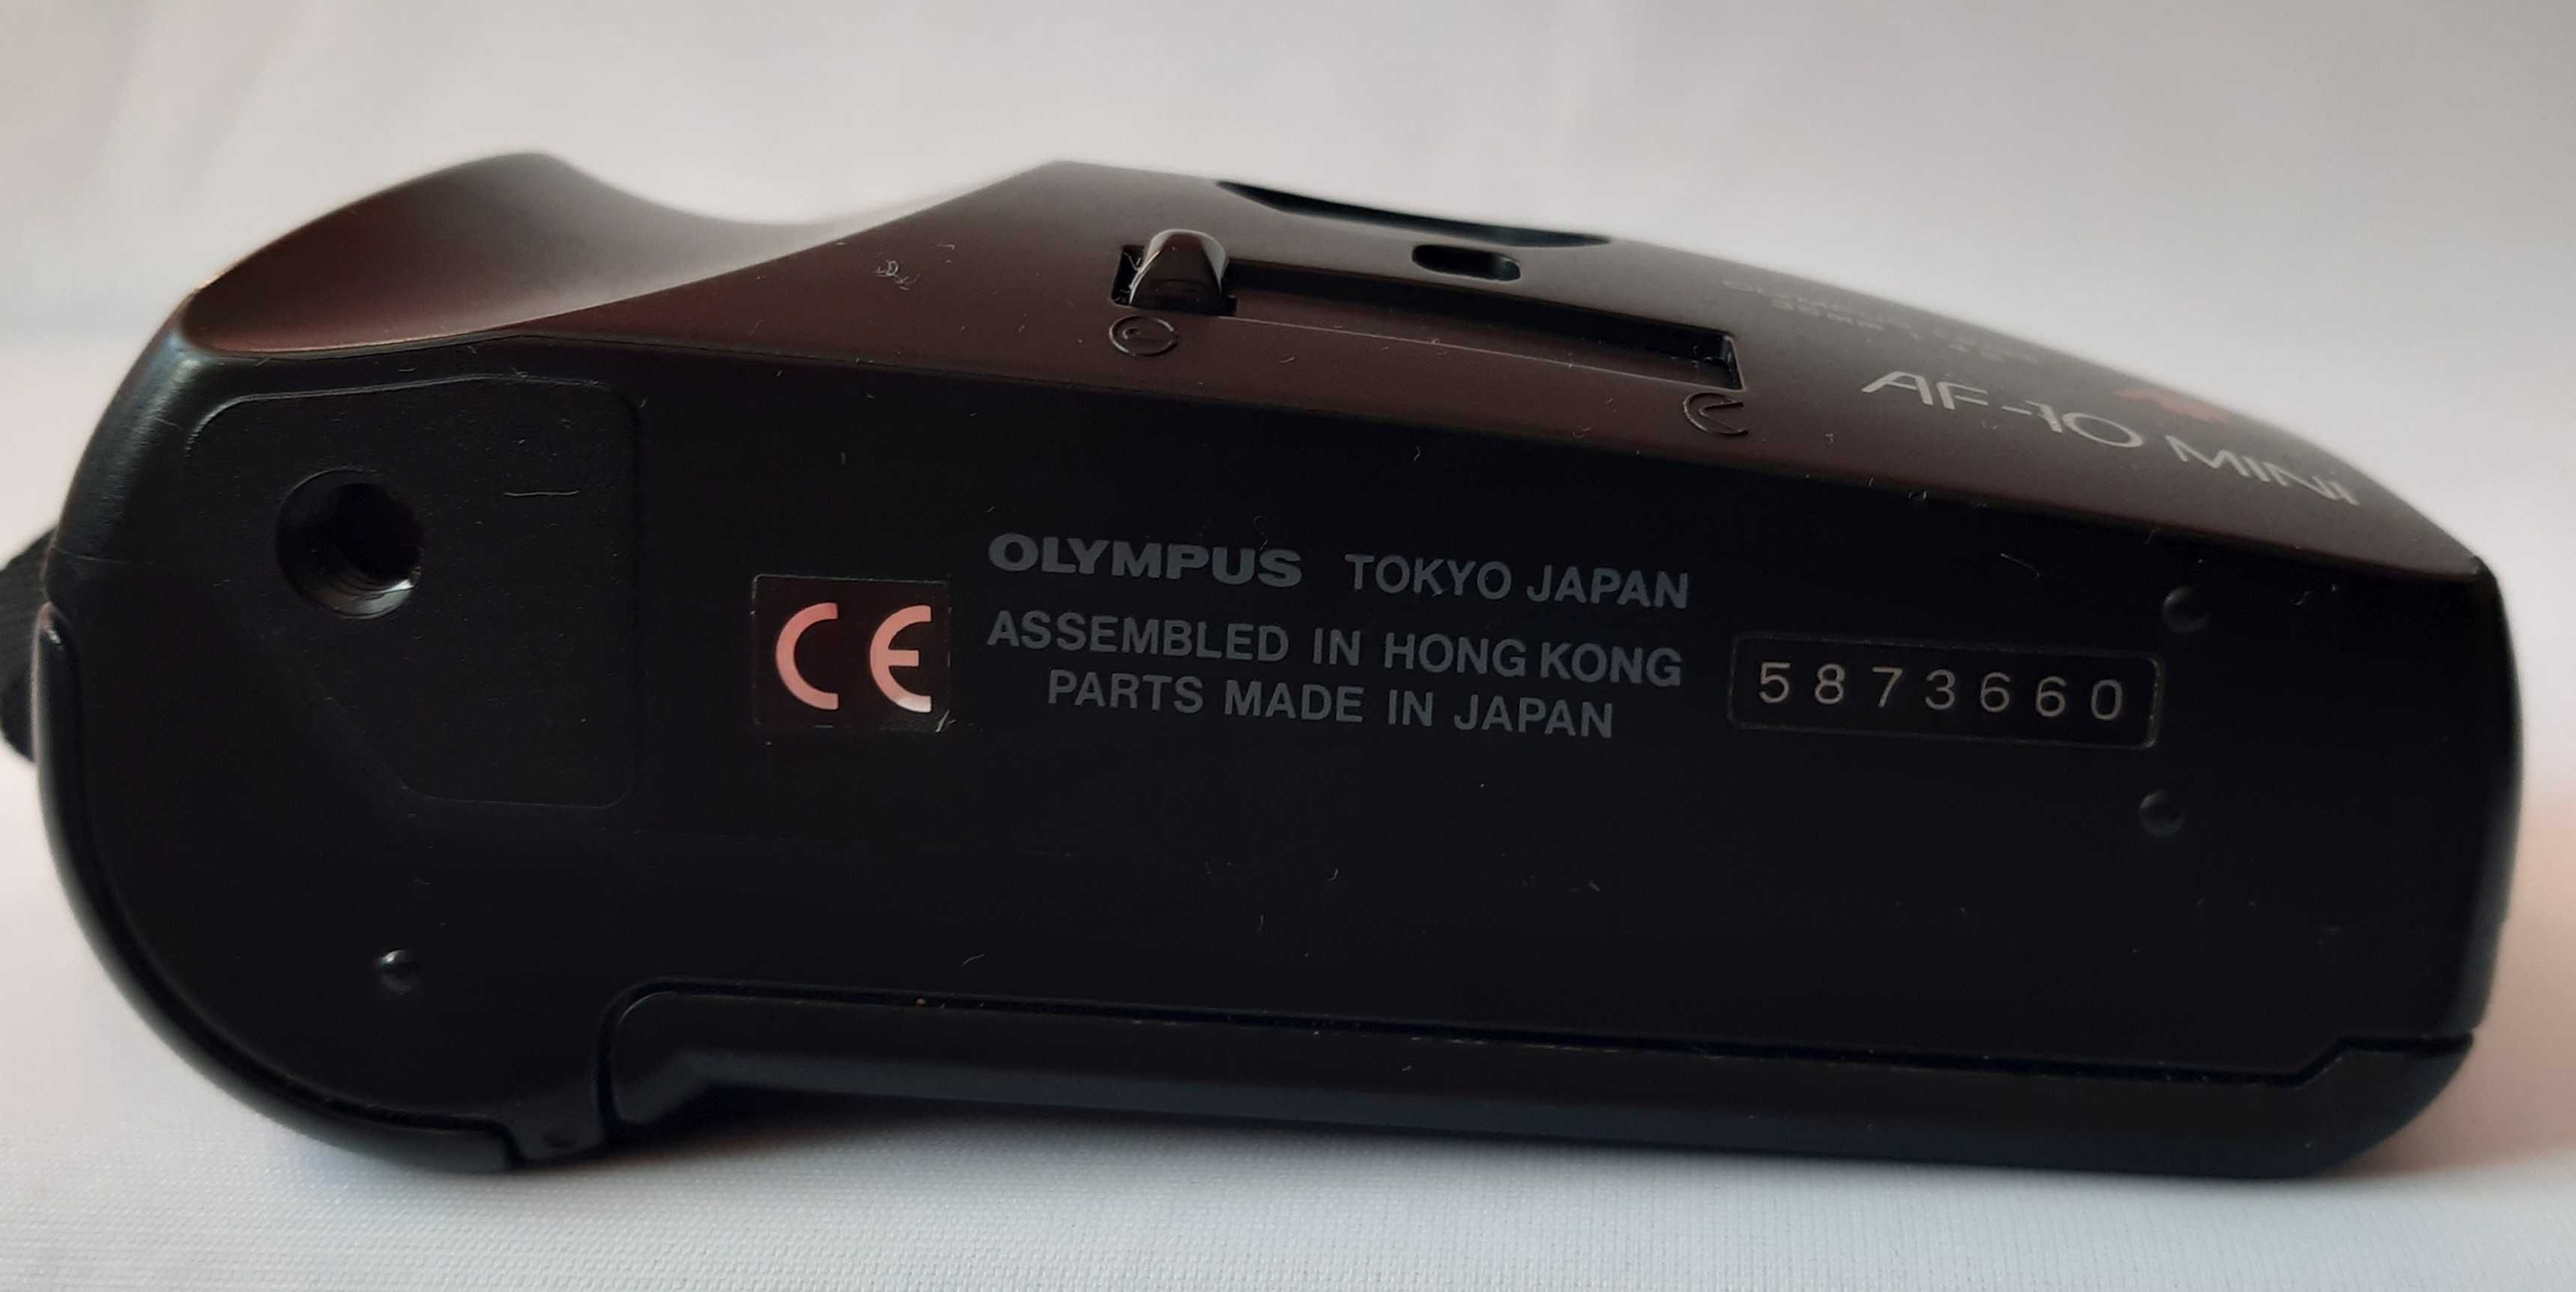 AF-10 MINI
OLYMPUS TOKYO JAPAN
CE
ASSEMBLED IN HONG KONG
PARTS MADE IN JAPAN
5873660